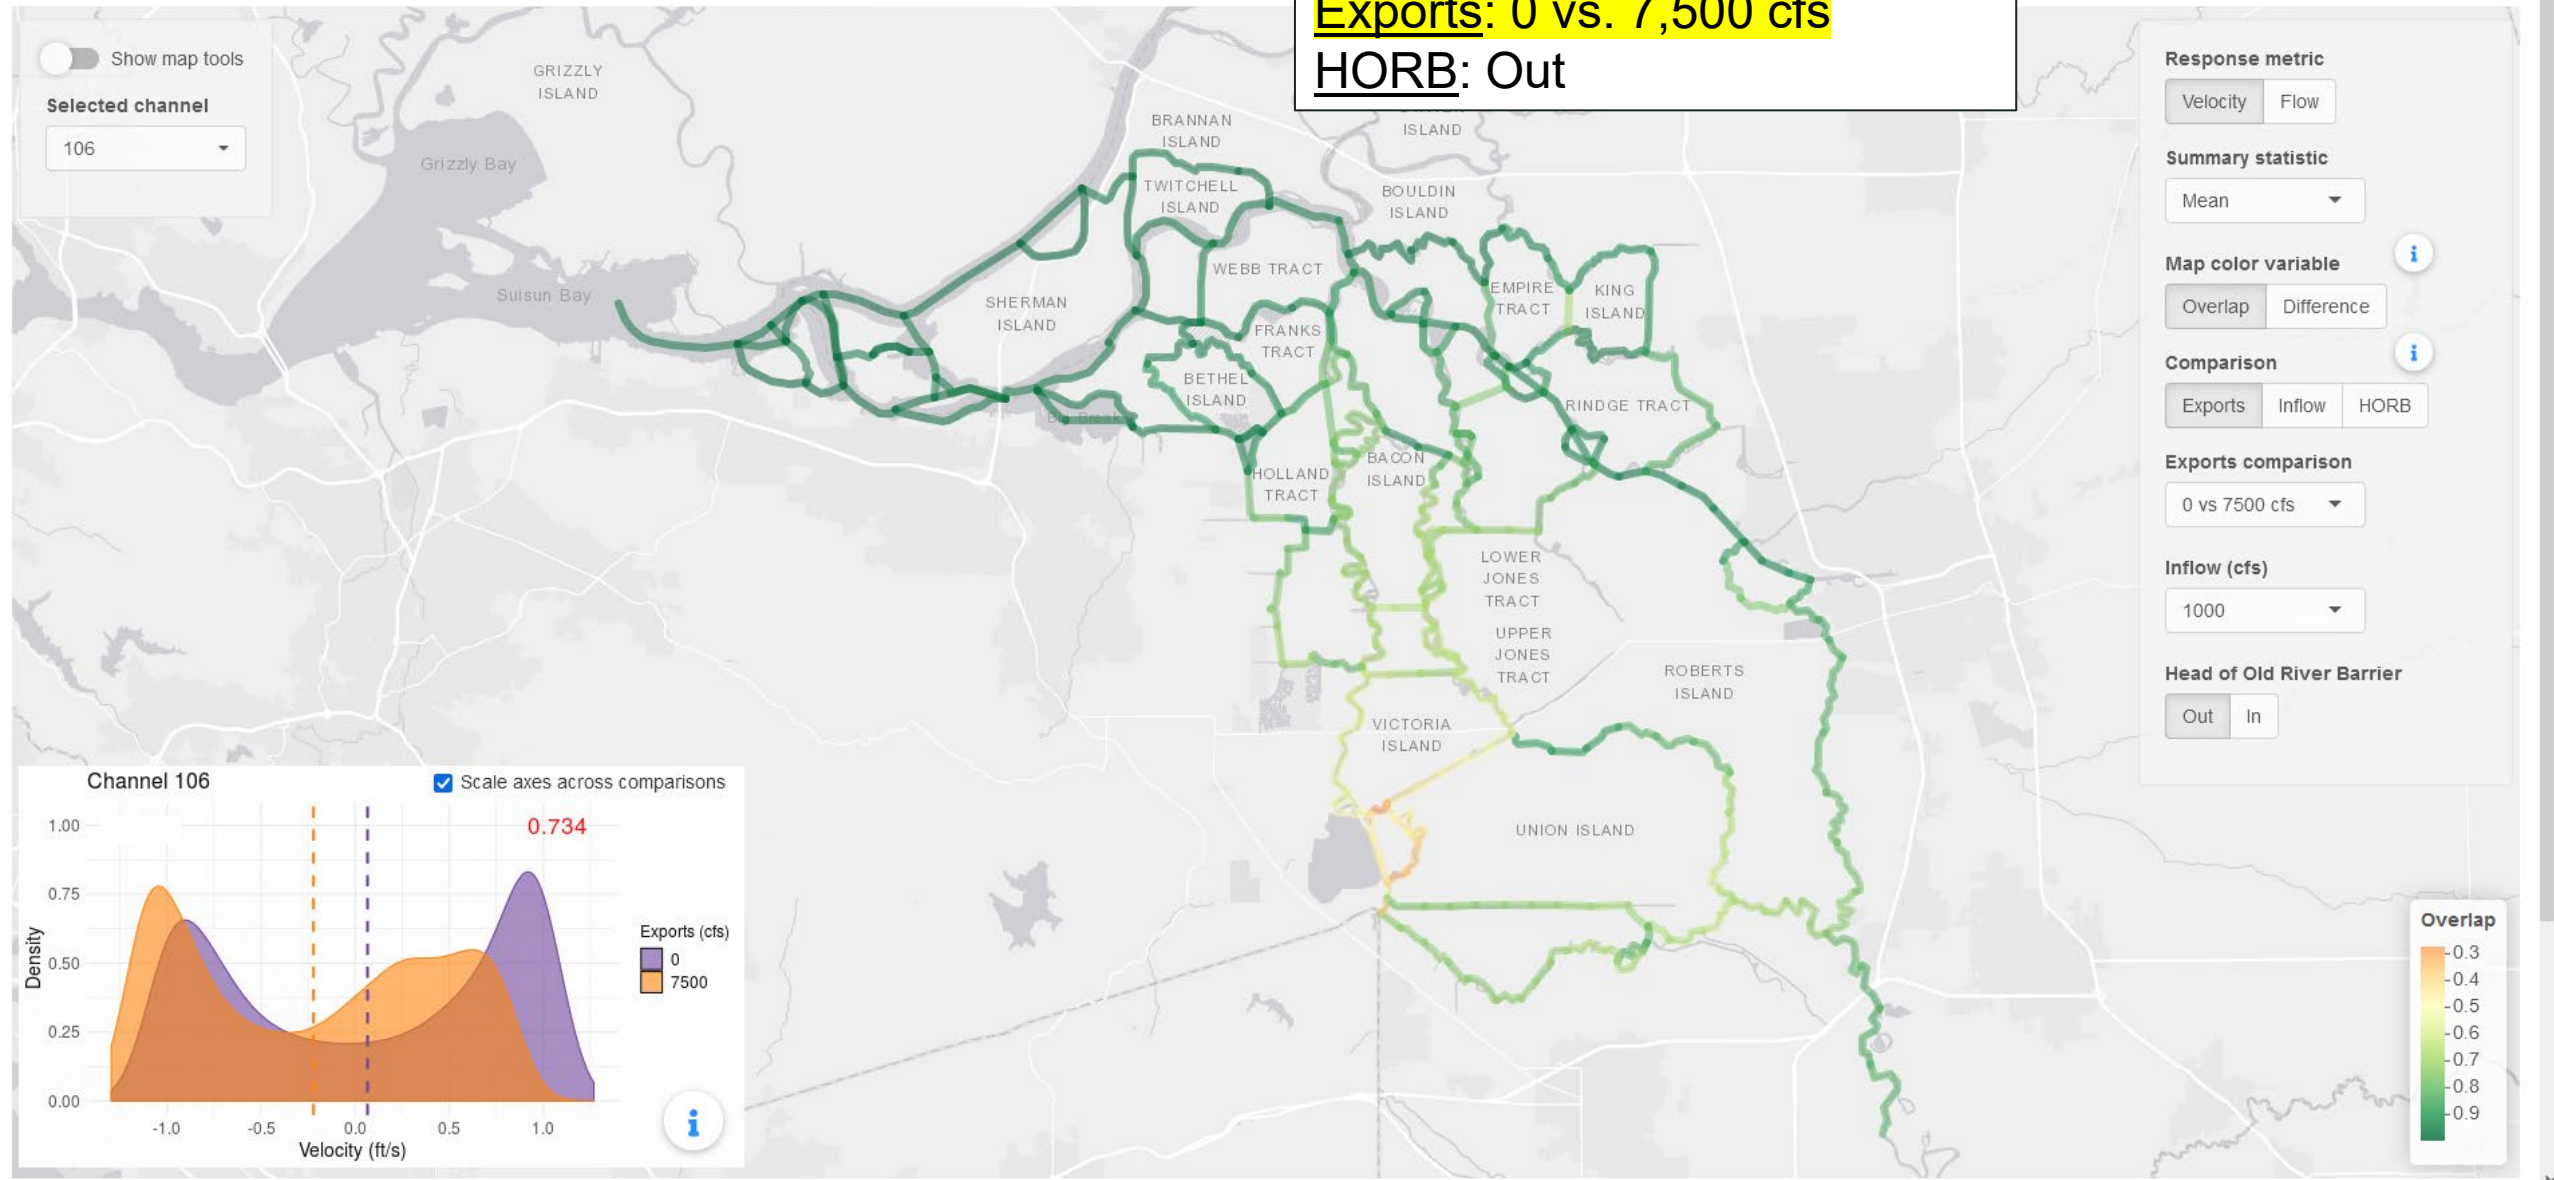 Exports: 0 vs. 7,500 cfs
HORB: Out
Show map tools
Selected channel
106
GRIZZLY
ISLAND
Grizzly Bay
Suisun Bay
BRANNAN
ISLAND
TWITCHELL
ISLAND
ISLAND
BOULDIN
ISLAND
WEBB TRACT
SHERMAN
ISLAND
EMPIRE
TRACT
KING
ISLAND
FRANKS
TRACT
BETHEL
ISLAND
Big Break
RINDGE TRACT
HOLLAND
TRACT
BACON
ISLAND
LOWER
JONES
TRACT
UPPER
JONES
TRACT
ROBERTS
ISLAND
VICTORIA
ISLAND
UNION ISLAND
Response metric
Velocity Flow
Summary statistic
Mean
Map color variable
i
Overlap Difference
Comparison
i
Exports Inflow HORB
Exports comparison
0 vs 7500 cfs
Inflow (cfs)
1000
Head of Old River Barrier
Out In
Channel 106
Scale axes across comparisons
0.734
1.00
0.75
0.50
0.25
0.00
Density
-1.0 -0.5 0.0 0.5 1.0
Velocity (ft/s)
Exports (cfs)
0
7500
i
Overlap
0.3
0.4
0.5
0.6
0.7
0.8
0.9